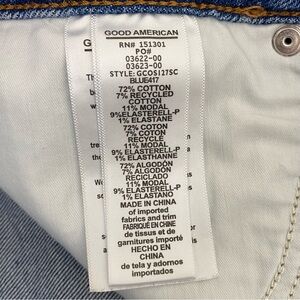 GOOD AMERICAN
RN# 151301
PO#
03622-00
03623-00
STYLE: GCOS127SC
BLUE417
72% COTTON
7% RECYCLED
COTTON
11% MODAL
9% ELASTERELL-P
1% ELASTANE
72% COTON
7% COTON
RECYCLÉ
11% MODAL
9% ELASTERELL-P
1% ELASTHANNE
72% ALGODÓN
7% ALGODÓN
RECICLADO
11% MODAL
9% ELASTERELL-P
1% ELASTANO
MADE IN CHINA
of imported
fabrics and trim
FABRIQUÉ EN CHINE
de tissus et de
garnitures importé
HECHO EN
CHINA
de tela y adornos
importados